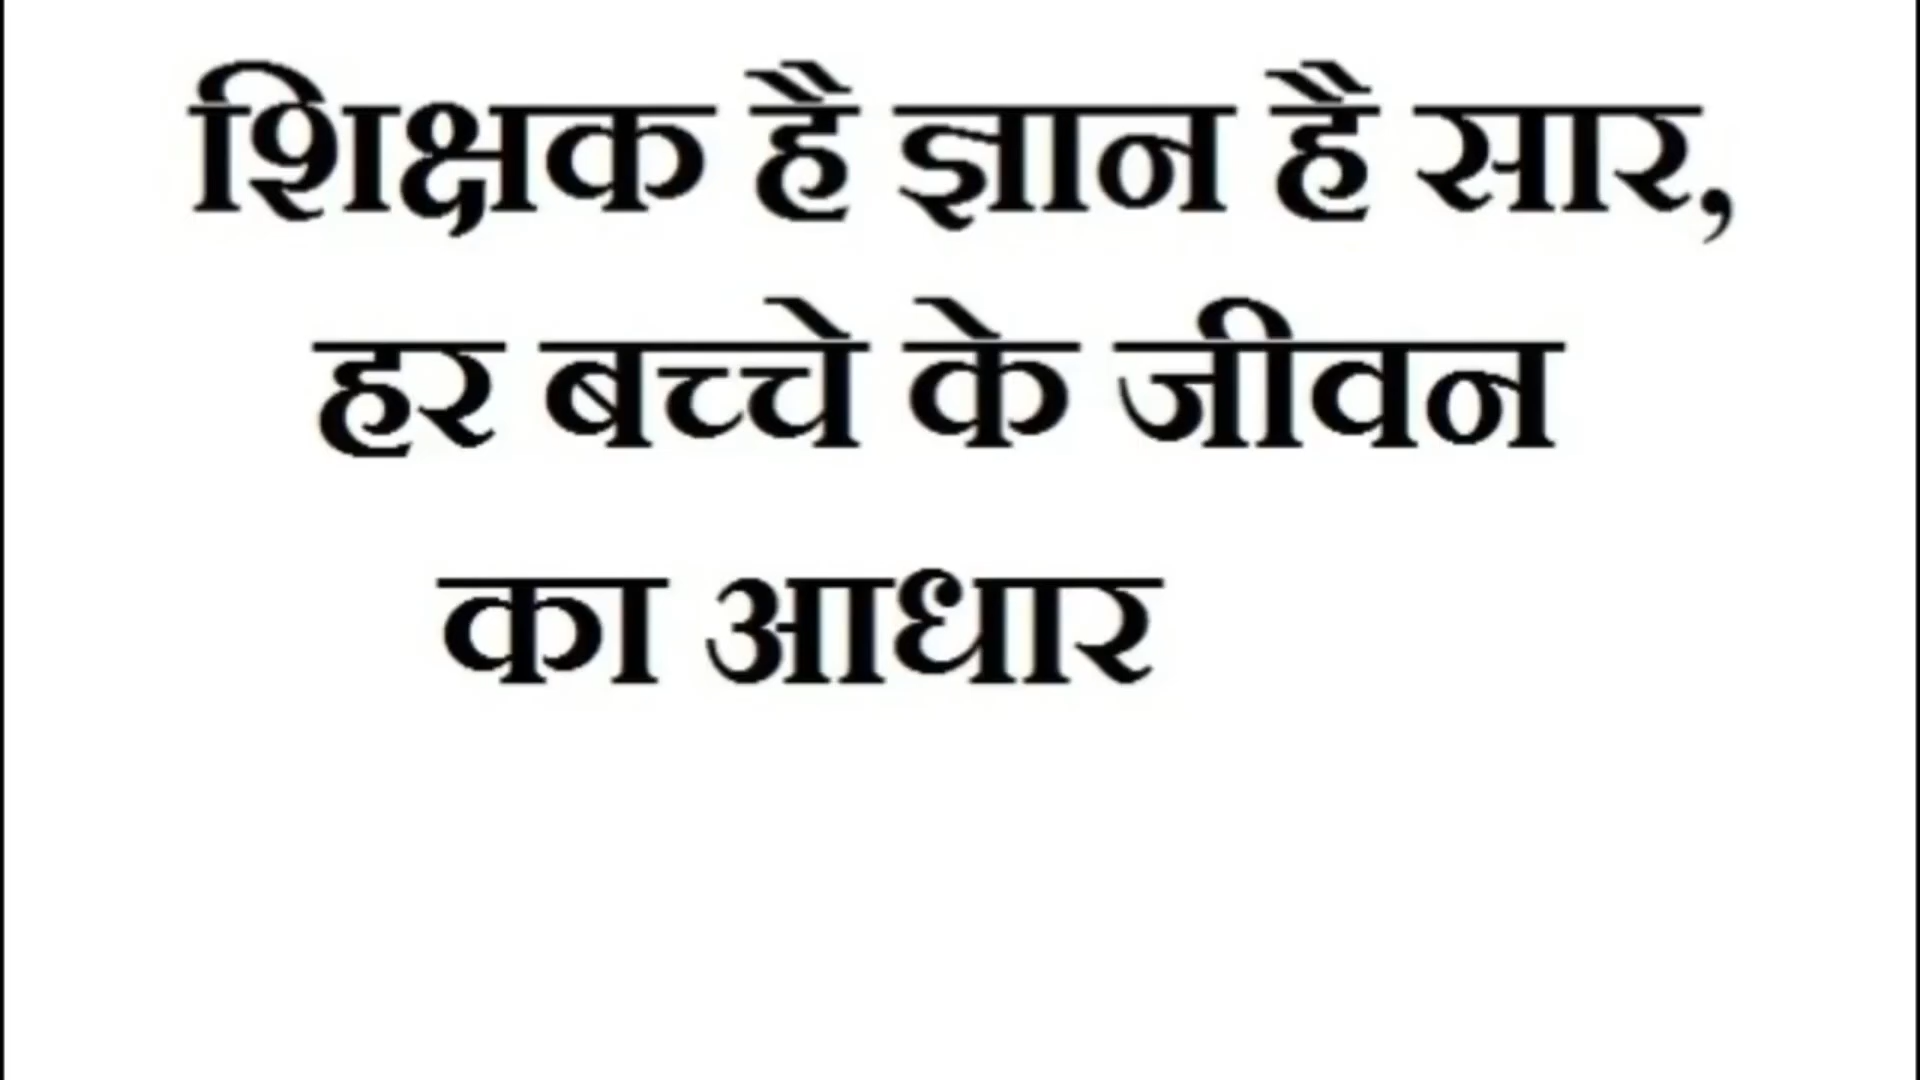 शिक्षक है ज्ञान है सार,
हर बच्चे के जीवन
का आधार